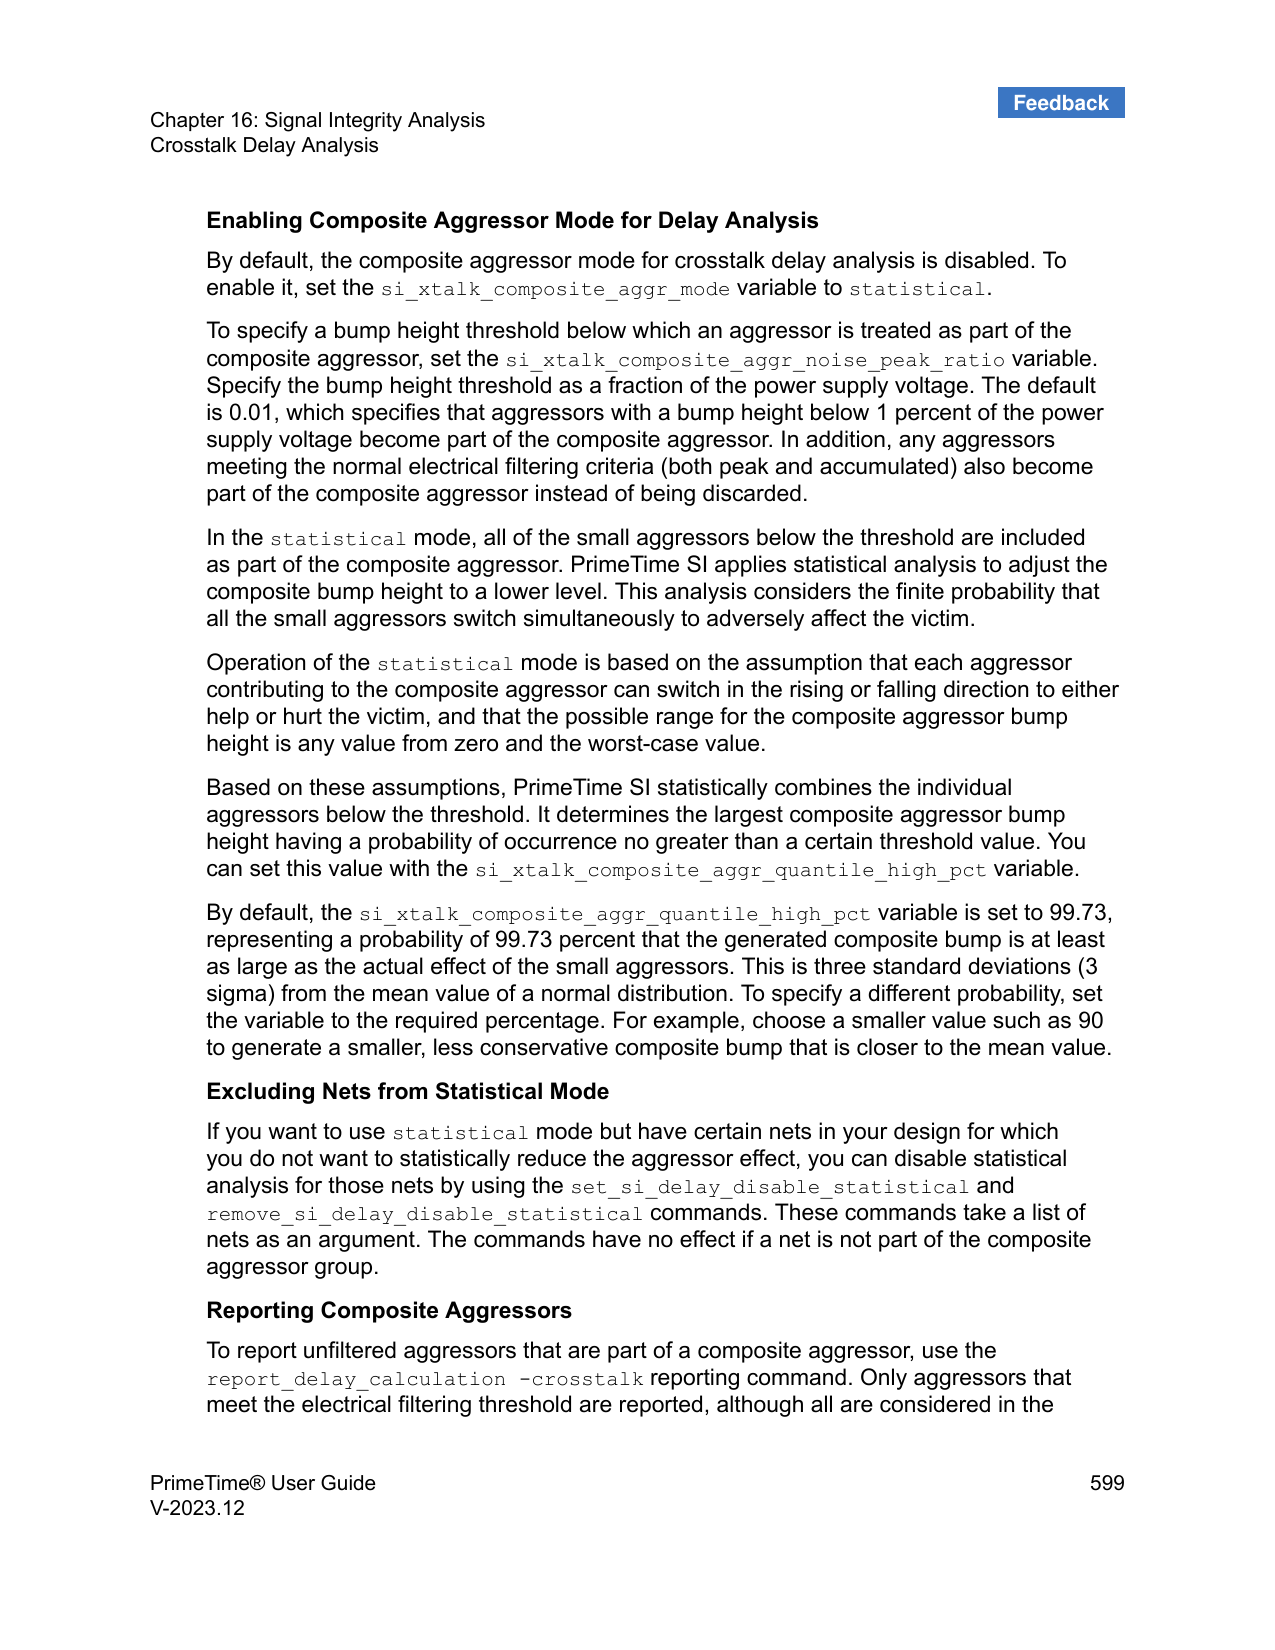 Feedback
Chapter 16: Signal Integrity Analysis
Crosstalk Delay Analysis
Enabling Composite Aggressor Mode for Delay Analysis
By default, the composite aggressor mode for crosstalk delay analysis is disabled. To
enable it, set the si_xtalk_composite_aggr_mode variable to statistical.
To specify a bump height threshold below which an aggressor is treated as part of the
composite aggressor, set the si_xtalk_composite_aggr_noise_peak_ratio variable.
Specify the bump height threshold as a fraction of the power supply voltage. The default
is 0.01, which specifies that aggressors with a bump height below 1 percent of the power
supply voltage become part of the composite aggressor. In addition, any aggressors
meeting the normal electrical filtering criteria (both peak and accumulated) also become
part of the composite aggressor instead of being discarded.
In the statistical mode, all of the small aggressors below the threshold are included
as part of the composite aggressor. PrimeTime SI applies statistical analysis to adjust the
composite bump height to a lower level. This analysis considers the finite probability that
all the small aggressors switch simultaneously to adversely affect the victim.
Operation of the statistical mode is based on the assumption that each aggressor
contributing to the composite aggressor can switch in the rising or falling direction to either
help or hurt the victim, and that the possible range for the composite aggressor bump
height is any value from zero and the worst-case value.
Based on these assumptions, PrimeTime SI statistically combines the individual
aggressors below the threshold. It determines the largest composite aggressor bump
height having a probability of occurrence no greater than a certain threshold value. You
can set this value with the si_xtalk_composite_aggr_quantile_high_pct variable.
By default, the si_xtalk_composite_aggr_quantile_high_pct variable is set to 99.73,
representing a probability of 99.73 percent that the generated composite bump is at least
as large as the actual effect of the small aggressors. This is three standard deviations (3
sigma) from the mean value of a normal distribution. To specify a different probability, set
the variable to the required percentage. For example, choose a smaller value such as 90
to generate a smaller, less conservative composite bump that is closer to the mean value.
Excluding Nets from Statistical Mode
If you want to use statistical mode but have certain nets in your design for which
you do not want to statistically reduce the aggressor effect, you can disable statistical
analysis for those nets by using the set_si_delay_disable_statistical and
remove_si_delay_disable_statistical commands. These commands take a list of
nets as an argument. The commands have no effect if a net is not part of the composite
aggressor group.
Reporting Composite Aggressors
To report unfiltered aggressors that are part of a composite aggressor, use the
report_delay_calculation -crosstalk reporting command. Only aggressors that
meet the electrical filtering threshold are reported, although all are considered in the
PrimeTime® User Guide
599
V-2023.12